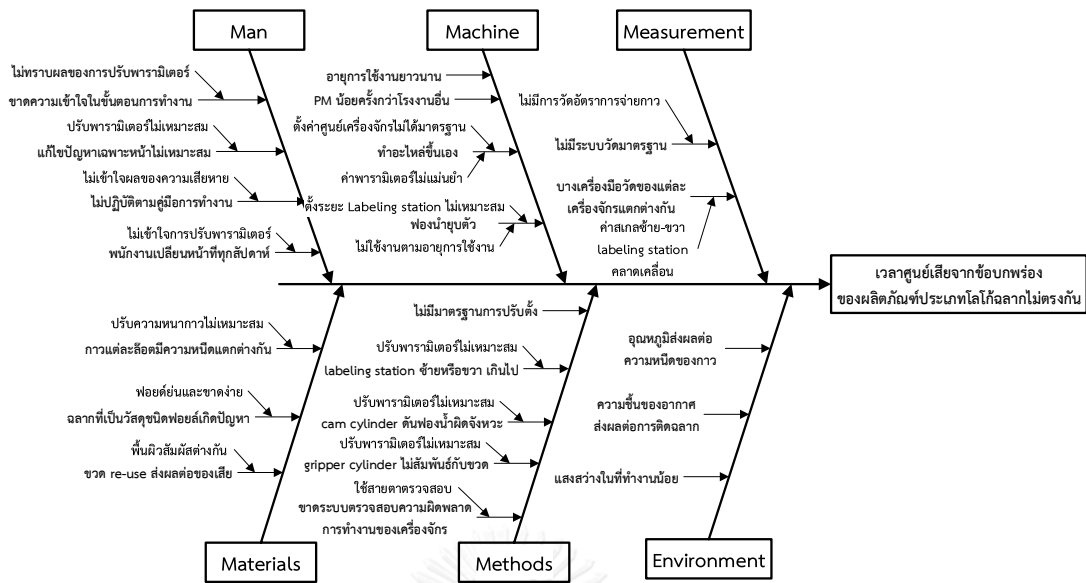 Man
Machine
Measurement
ไม่ทราบผลของการปรับพารามิเตอร์
ขาดความเข้าใจในขั้นตอนการทำงาน
ปรับพารามิเตอร์ไม่เหมาะสม
แก้ไขปัญหาเฉพาะหน้าไม่เหมาะสม
ไม่เข้าใจผลของความเสียหาย
ไม่ปฏิบัติตามคู่มือการทำงาน
ไม่เข้าใจการปรับพารามิเตอร์
พนักงานเปลี่ยนหน้าที่ทุกสัปดาห์
อายุการใช้งานยาวนาน
PM น้อยครั้งกว่าโรงงานอื่น
ตั้งค่าศูนย์เครื่องจักรไม่ได้มาตรฐาน
ทำอะไหล่ขึ้นเอง
ค่าพารามิเตอร์ไม่แม่นยำ
ตั้งระยะ Labeling station ไม่เหมาะสม
ฟองน้ำยุบตัว
ไม่ใช้งานตามอายุการใช้งาน
ไม่มีการวัดอัตราการจ่ายกาว
ไม่มีระบบวัดมาตรฐาน
บางเครื่องมือวัดของแต่ละ
เครื่องจักรแตกต่างกัน
ค่าสเกลซ้าย-ขวา
labeling station
คลาดเคลื่อน
เวลาศูนย์เสียจากข้อบกพร่อง
ของผลิตภัณฑ์ประเภทโลโก้ฉลากไม่ตรงกัน
ปรับความหนากาวไม่เหมาะสม
กาวแต่ละล๊อตมีความหนืดแตกต่างกัน
ฟอยด์ย่นและขาดง่าย
ฉลากที่เป็นวัสดุชนิดฟอยล์เกิดปัญหา
พื้นผิวสัมผัสต่างกัน
ขวด re-use ส่งผลต่อของเสีย
ไม่มีมาตรฐานการปรับตั้ง
ปรับพารามิเตอร์ไม่เหมาะสม
labeling station ซ้ายหรือขวา เกินไป
ปรับพารามิเตอร์ไม่เหมาะสม
cam cylinder ดันฟองน้ำผิดจังหวะ
ปรับพารามิเตอร์ไม่เหมาะสม
gripper cylinder ไม่สัมพันธ์กับขวด
ใช้สายตาตรวจสอบ
ขาดระบบตรวจสอบความผิดพลาด
การทำงานของเครื่องจักร
อุณหภูมิส่งผลต่อ
ความหนืดของกาว
ความชื้นของอากาศ
ส่งผลต่อการติดฉลาก
แสงสว่างในที่ทำงานน้อย
Materials
Methods
Environment